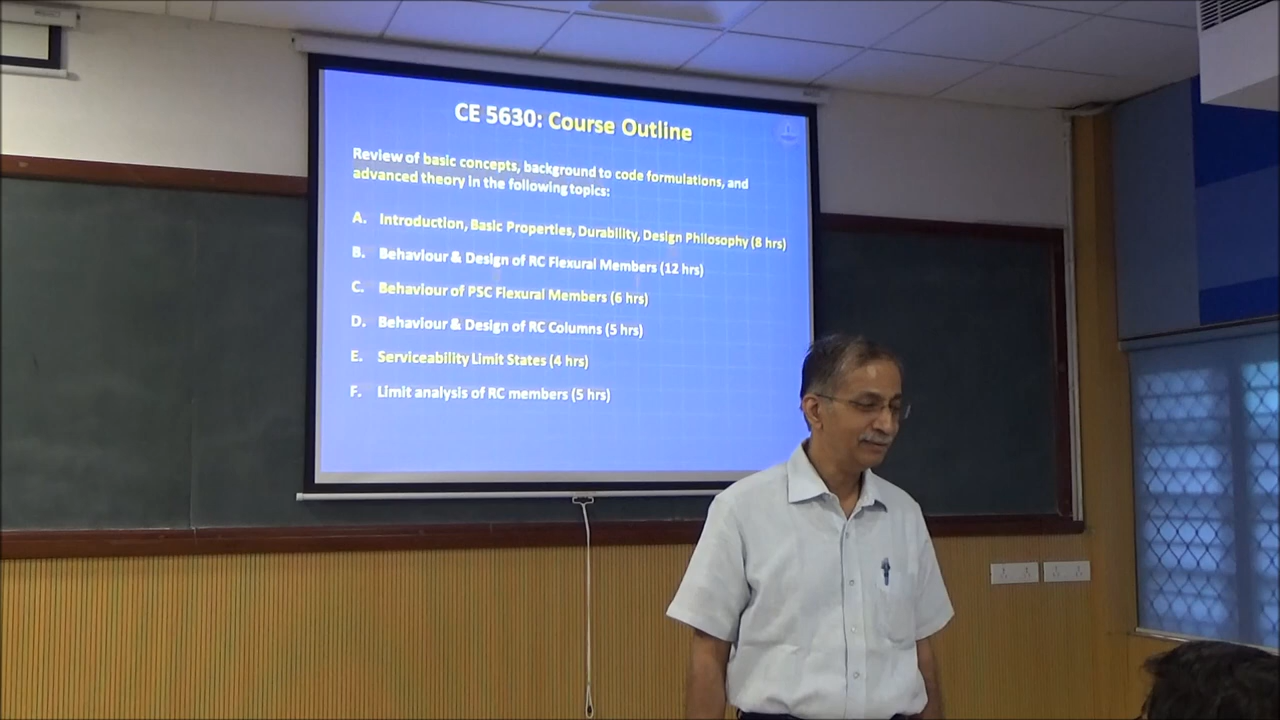 CE 5630: Course Outline
Review of basic concepts, background to code formulations, and
advanced theory in the following topics:
A. Introduction, Basic Properties, Durability, Design Philosophy (8 hrs)
B. Behaviour & Design of RC Flexural Members (12 hrs)
C. Behaviour of PSC Flexural Members (6 hrs)
D. Behaviour & Design of RC Columns (5 hrs)
E. Serviceability Limit States (4 hrs)
F. Limit analysis of RC members (5 hrs)